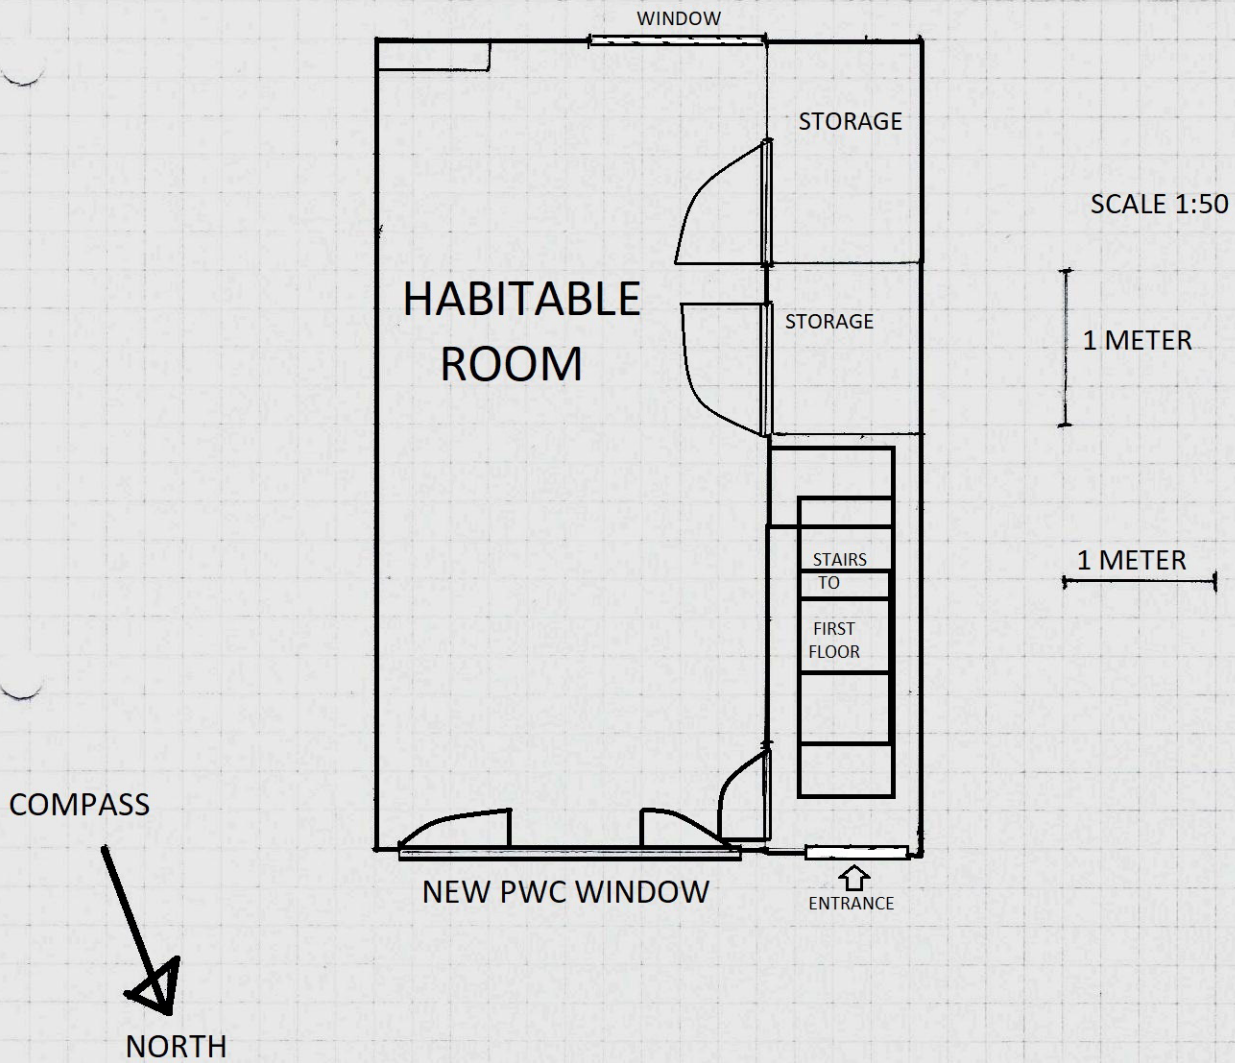 WINDOW
STORAGE
SCALE 1:50
HABITABLE
ROOM
STORAGE
1 METER
1 METER
STAIRS
TO
FIRST
FLOOR
COMPASS
NEW PWC WINDOW
ENTRANCE
NORTH